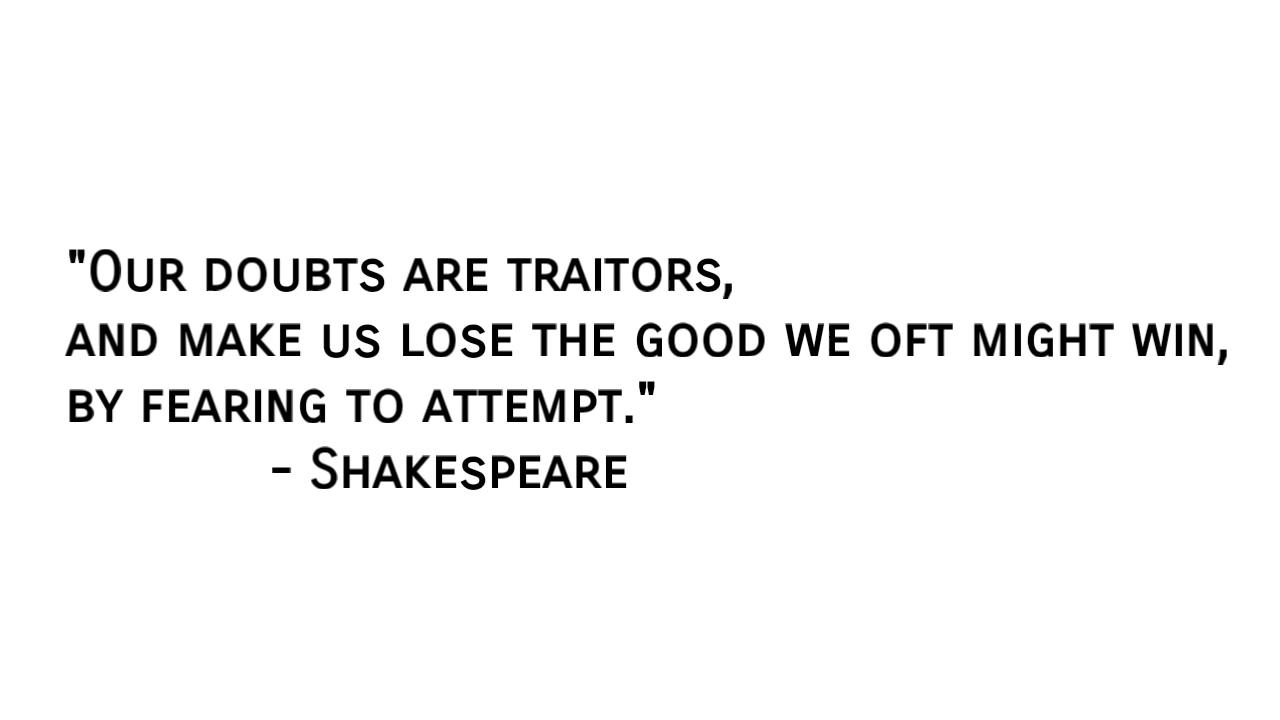 "Our doubts are traitors,
and make us lose the good we oft might win,
by fearing to attempt."
- Shakespeare